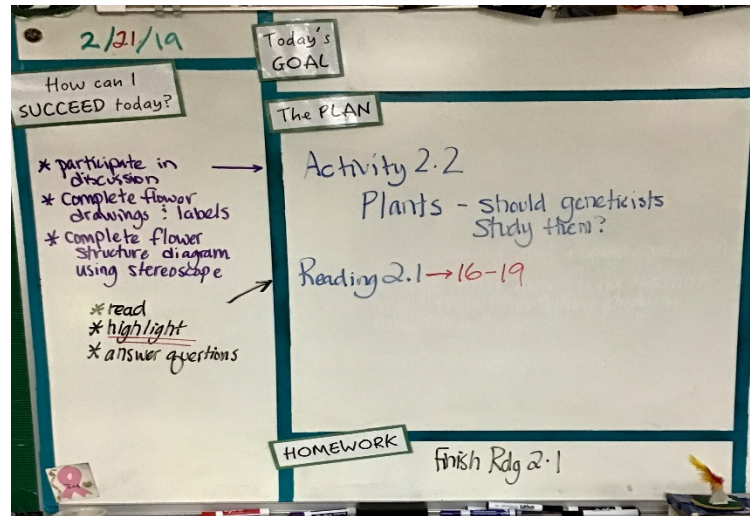 2/21/19
Today's
GOAL
How can I
SUCCEED today?
* participate in
discussion
* Complete flower
drawings : labels
* Complete flower
structure diagram
using stereoscope
* read
* highlight
* answer questions
The PLAN
Activity 2.2
Plants - should geneticists
study them?
Reading 2.1→16-19
HOMEWORK
Finish Rdg 2.1